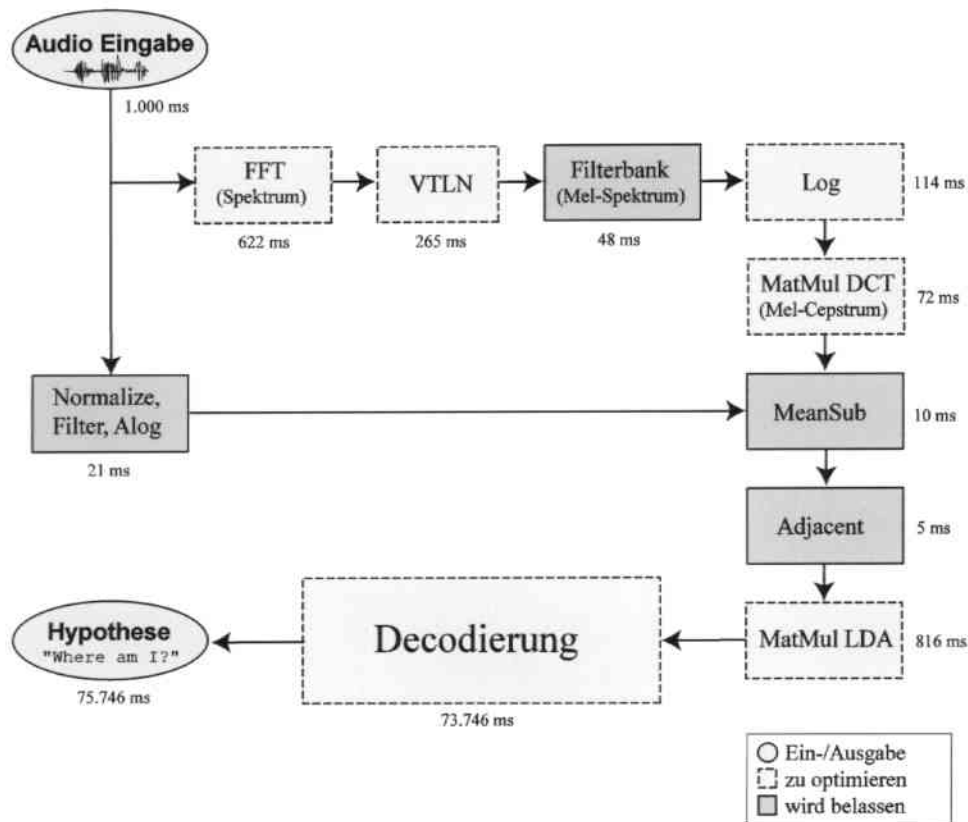 Audio Eingabe
1.000 ms
FFT
(Spektrum)
622 ms
VTLN
265 ms
Filterbank
(Mel-Spektrum)
48 ms
Log
114 ms
MatMul DCT
(Mel-Cepstrum)
72 ms
Normalize,
Filter, Alog
21 ms
MeanSub
10 ms
Adjacent
5 ms
MatMul LDA
816 ms
Decodierung
73.746 ms
Hypothese
"Where am I?"
75.746 ms
Ein-/Ausgabe
zu optimieren
wird belassen